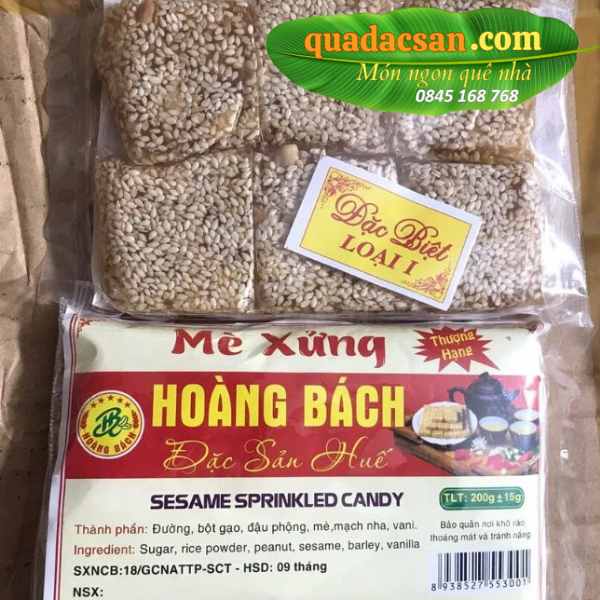 quadacsan.com
Món ngon quê nhà
0845 168 768
Đặc Biệt
LOẠI I
Mè Xửng
Thượng
Hạng
HOÀNG BÁCH
HOÀNG BÁCH
Đặc Sản Huế
SESAME SPRINKLED CANDY
TLT: 200g ± 15g
Thành phần: Đường, bột gạo, đậu phộng, mè,mạch nha, vani.
Ingredient: Sugar, rice powder, peanut, sesame, barley, vanilla
Bảo quản nơi khô ráo
thoáng mát và tránh nắng.
SXNCB:18/GCNATTP-SCT - HSD: 09 tháng
NSX:
8 938527 553001